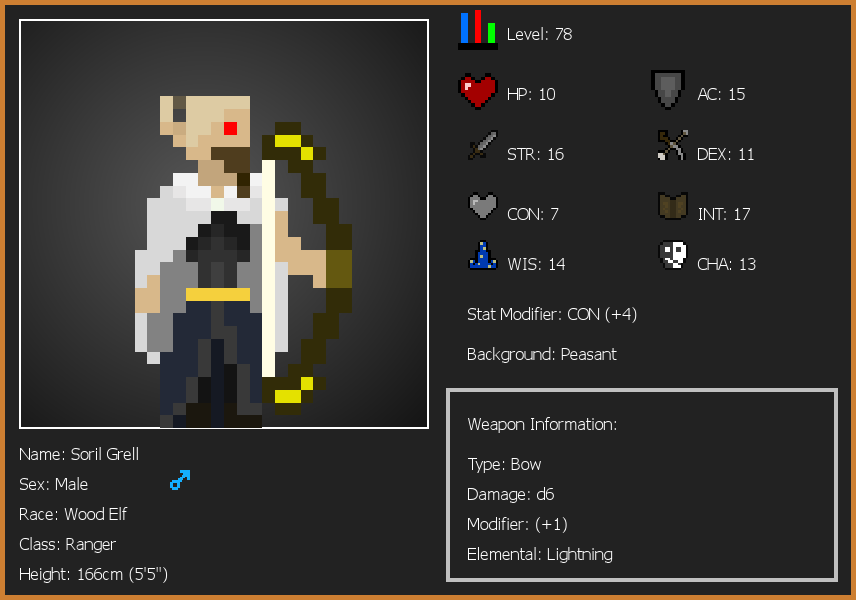 Level: 78
HP: 10
AC: 15
STR: 16
DEX: 11
CON: 7
INT: 17
WIS: 14
CHA: 13
Stat Modifier: CON (+4)
Background: Peasant
Weapon Information:
Type: Bow
Damage: d6
Modifier: (+1)
Elemental: Lightning
Name: Soril Grell
Sex: Male
Race: Wood Elf
Class: Ranger
Height: 166cm (5'5")